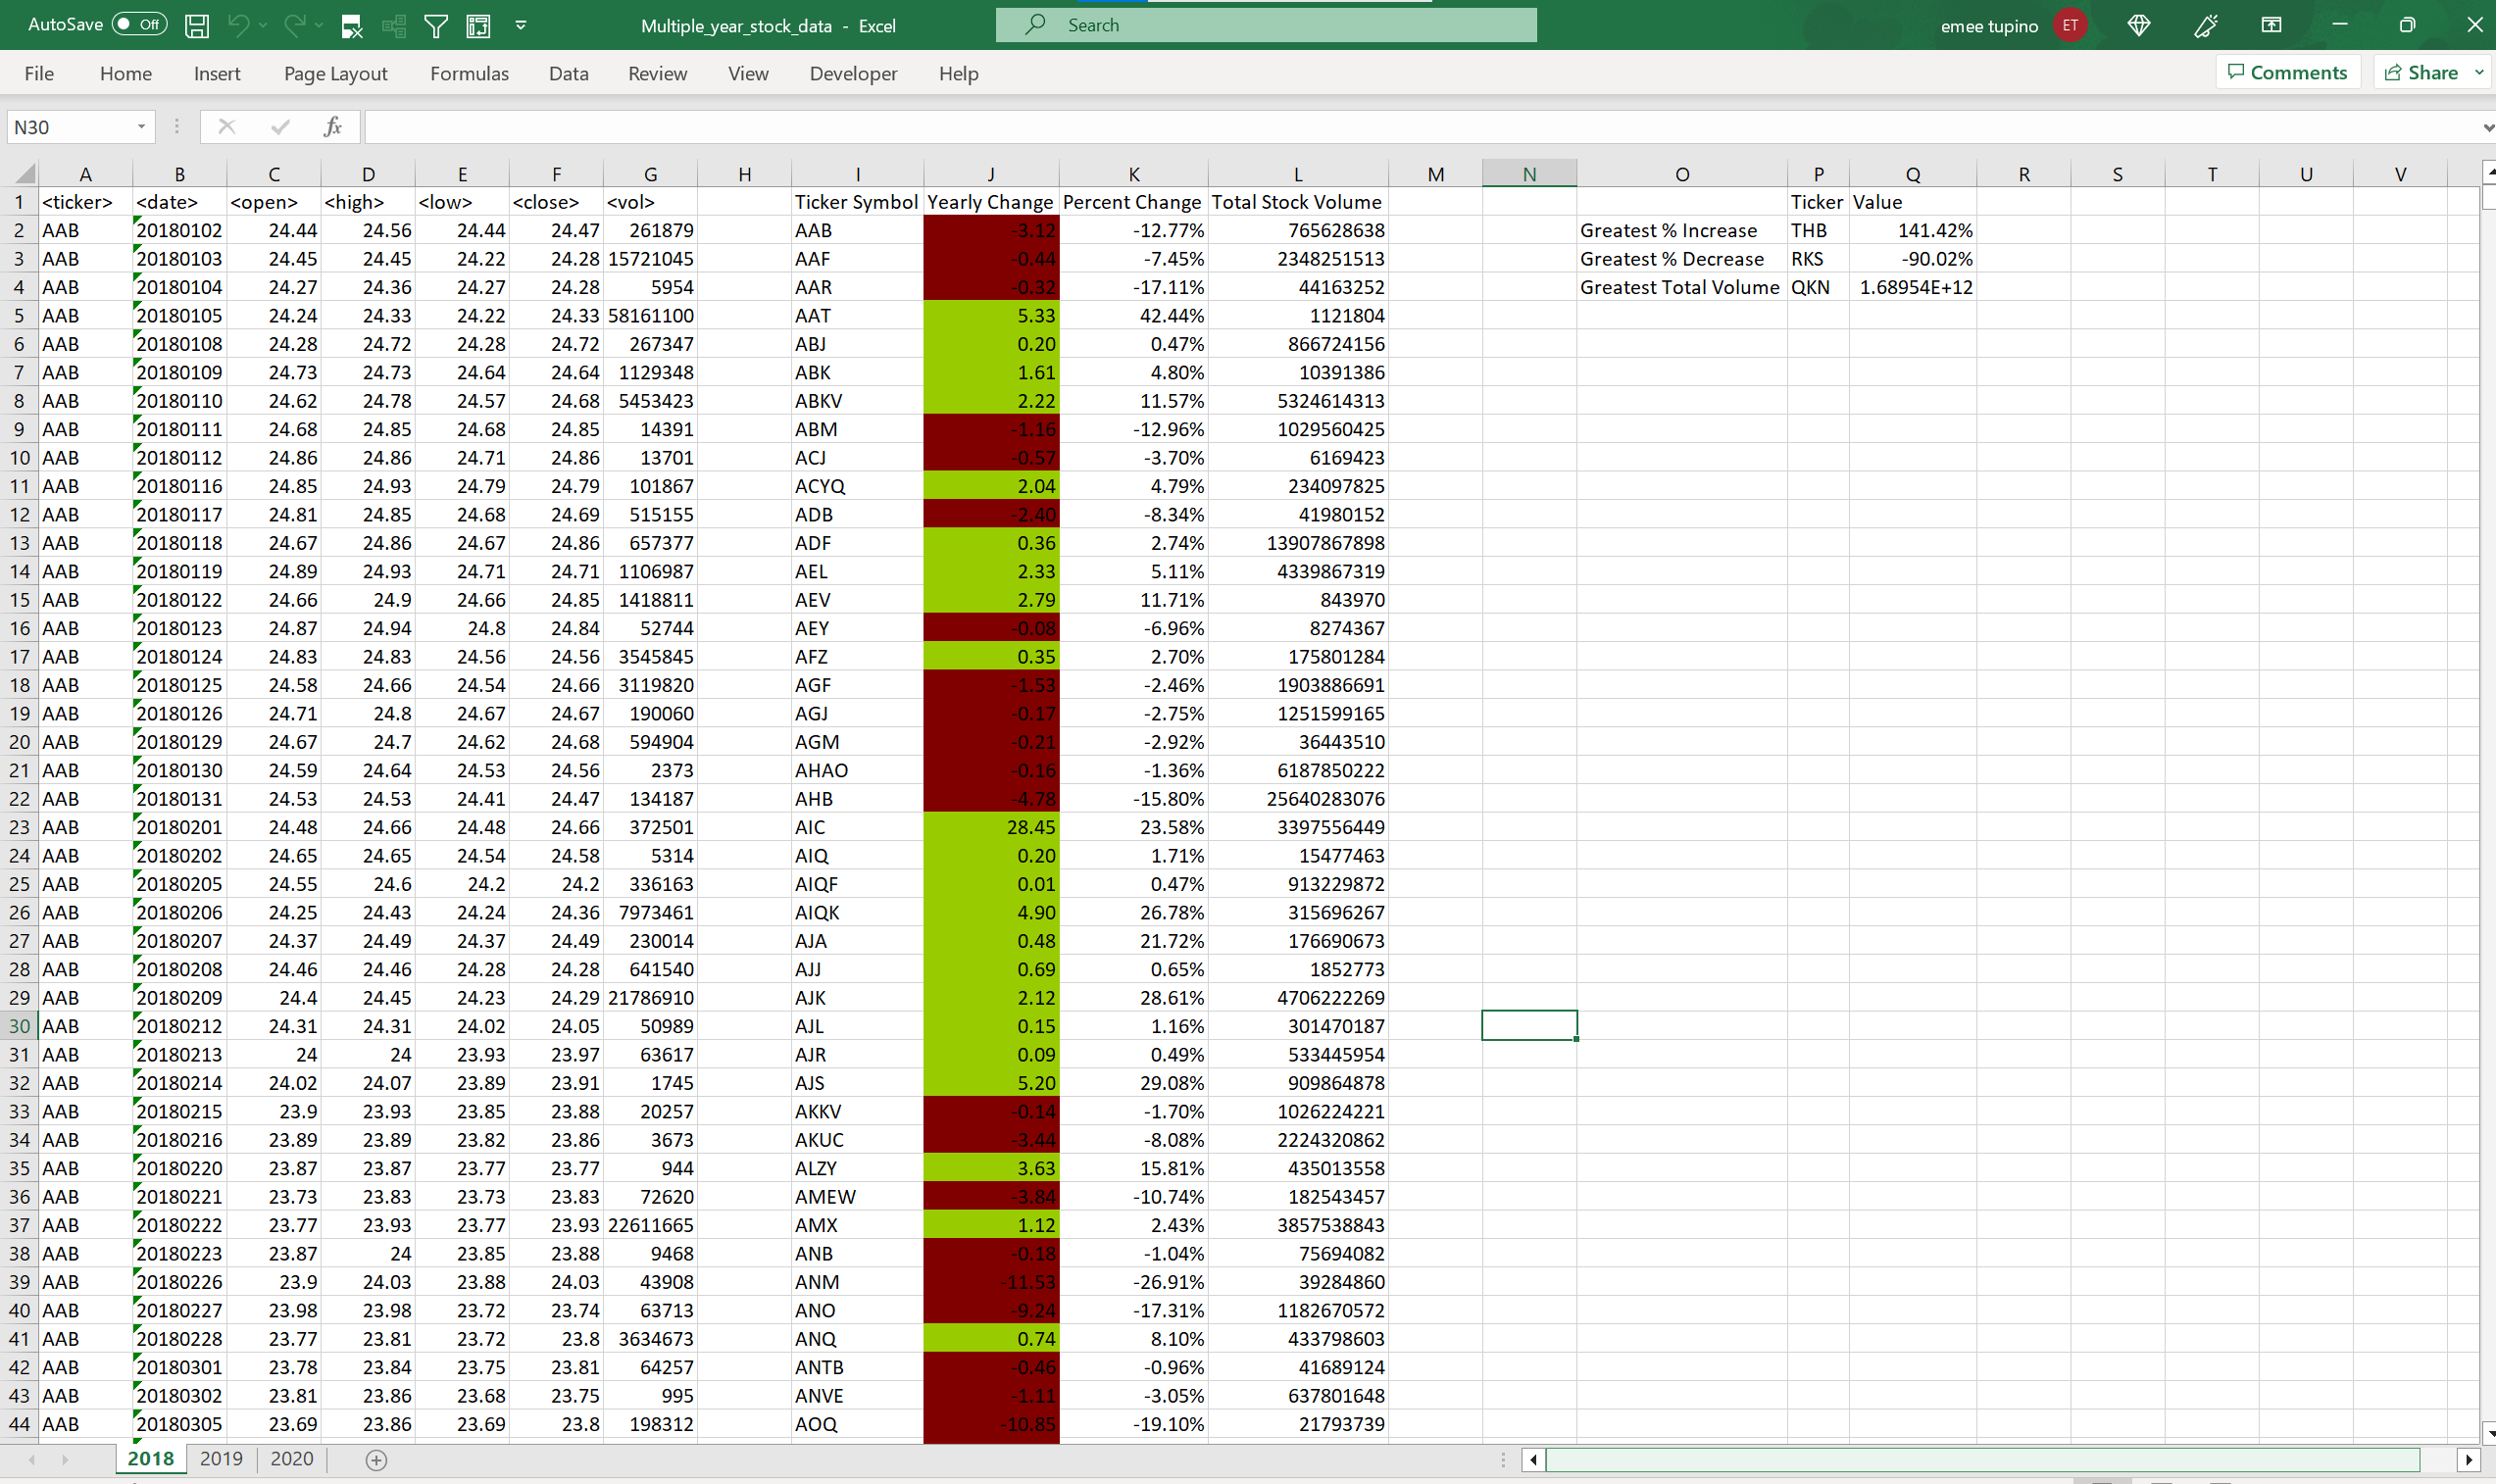 AutoSave Off Multiple_year_stock_data - Excel Search emee tupino ET
File Home Insert Page Layout Formulas Data Review View Developer Help Comments Share
N30 fx
A B C D E F G H I J K L M N O P Q R S T U V
1 <ticker> <date> <open> <high> <low> <close> <vol> Ticker Symbol Yearly Change Percent Change Total Stock Volume Ticker Value
2 AAB 20180102 24.44 24.56 24.44 24.47 261879 AAB -3.12 -12.77% 765628638 Greatest % Increase THB 141.42%
3 AAB 20180103 24.45 24.45 24.22 24.28 15721045 AAF -0.44 -7.45% 2348251513 Greatest % Decrease RKS -90.02%
4 AAB 20180104 24.27 24.36 24.27 24.28 5954 AAR -0.32 -17.11% 44163252 Greatest Total Volume QKN 1.68954E+12
5 AAB 20180105 24.24 24.33 24.22 24.33 58161100 AAT 5.33 42.44% 1121804
6 AAB 20180108 24.28 24.72 24.28 24.72 267347 ABJ 0.20 0.47% 866724156
7 AAB 20180109 24.73 24.73 24.64 24.64 1129348 ABK 1.61 4.80% 10391386
8 AAB 20180110 24.62 24.78 24.57 24.68 5453423 ABKV 2.22 11.57% 5324614313
9 AAB 20180111 24.68 24.85 24.68 24.85 14391 ABM -1.16 -12.96% 1029560425
10 AAB 20180112 24.86 24.86 24.71 24.86 13701 ACJ -0.57 -3.70% 6169423
11 AAB 20180116 24.85 24.93 24.79 24.79 101867 ACYQ 2.04 4.79% 234097825
12 AAB 20180117 24.81 24.85 24.68 24.69 515155 ADB -2.40 -8.34% 41980152
13 AAB 20180118 24.67 24.86 24.67 24.86 657377 ADF 0.36 2.74% 13907867898
14 AAB 20180119 24.89 24.93 24.71 24.71 1106987 AEL 2.33 5.11% 4339867319
15 AAB 20180122 24.66 24.9 24.66 24.85 1418811 AEV 2.79 11.71% 843970
16 AAB 20180123 24.87 24.94 24.8 24.84 52744 AEY -0.08 -6.96% 8274367
17 AAB 20180124 24.83 24.83 24.56 24.56 3545845 AFZ 0.35 2.70% 175801284
18 AAB 20180125 24.58 24.66 24.54 24.66 3119820 AGF -1.53 -2.46% 1903886691
19 AAB 20180126 24.71 24.8 24.67 24.67 190060 AGJ -0.17 -2.75% 1251599165
20 AAB 20180129 24.67 24.7 24.62 24.68 594904 AGM -0.21 -2.92% 36443510
21 AAB 20180130 24.59 24.64 24.53 24.56 2373 AHAO -0.16 -1.36% 6187850222
22 AAB 20180131 24.53 24.53 24.41 24.47 134187 AHB -4.78 -15.80% 25640283076
23 AAB 20180201 24.48 24.66 24.48 24.66 372501 AIC 28.45 23.58% 3397556449
24 AAB 20180202 24.65 24.65 24.54 24.58 5314 AIQ 0.20 1.71% 15477463
25 AAB 20180205 24.55 24.6 24.2 24.2 336163 AIQF 0.01 0.47% 913229872
26 AAB 20180206 24.25 24.43 24.24 24.36 7973461 AIQK 4.90 26.78% 315696267
27 AAB 20180207 24.37 24.49 24.37 24.49 230014 AJA 0.48 21.72% 176690673
28 AAB 20180208 24.46 24.46 24.28 24.28 641540 AJJ 0.69 0.65% 1852773
29 AAB 20180209 24.4 24.45 24.23 24.29 21786910 AJK 2.12 28.61% 4706222269
30 AAB 20180212 24.31 24.31 24.02 24.05 50989 AJL 0.15 1.16% 301470187
31 AAB 20180213 24 24 23.93 23.97 63617 AJR 0.09 0.49% 533445954
32 AAB 20180214 24.02 24.07 23.89 23.91 1745 AJS 5.20 29.08% 909864878
33 AAB 20180215 23.9 23.93 23.85 23.88 20257 AKKV -0.14 -1.70% 1026224221
34 AAB 20180216 23.89 23.89 23.82 23.86 3673 AKUC -3.44 -8.08% 2224320862
35 AAB 20180220 23.87 23.87 23.77 23.77 944 ALZY 3.63 15.81% 435013558
36 AAB 20180221 23.73 23.83 23.73 23.83 72620 AMEW -3.84 -10.74% 182543457
37 AAB 20180222 23.77 23.93 23.77 23.93 22611665 AMX 1.12 2.43% 3857538843
38 AAB 20180223 23.87 24 23.85 23.88 9468 ANB -0.18 -1.04% 75694082
39 AAB 20180226 23.9 24.03 23.88 24.03 43908 ANM -11.53 -26.91% 39284860
40 AAB 20180227 23.98 23.98 23.72 23.74 63713 ANO -9.24 -17.31% 1182670572
41 AAB 20180228 23.77 23.81 23.72 23.8 3634673 ANQ 0.74 8.10% 433798603
42 AAB 20180301 23.78 23.84 23.75 23.81 64257 ANTB -0.46 -0.96% 41689124
43 AAB 20180302 23.81 23.86 23.68 23.75 995 ANVE -1.11 -3.05% 637801648
44 AAB 20180305 23.69 23.86 23.69 23.8 198312 AOQ -10.85 -19.10% 21793739
2018 2019 2020